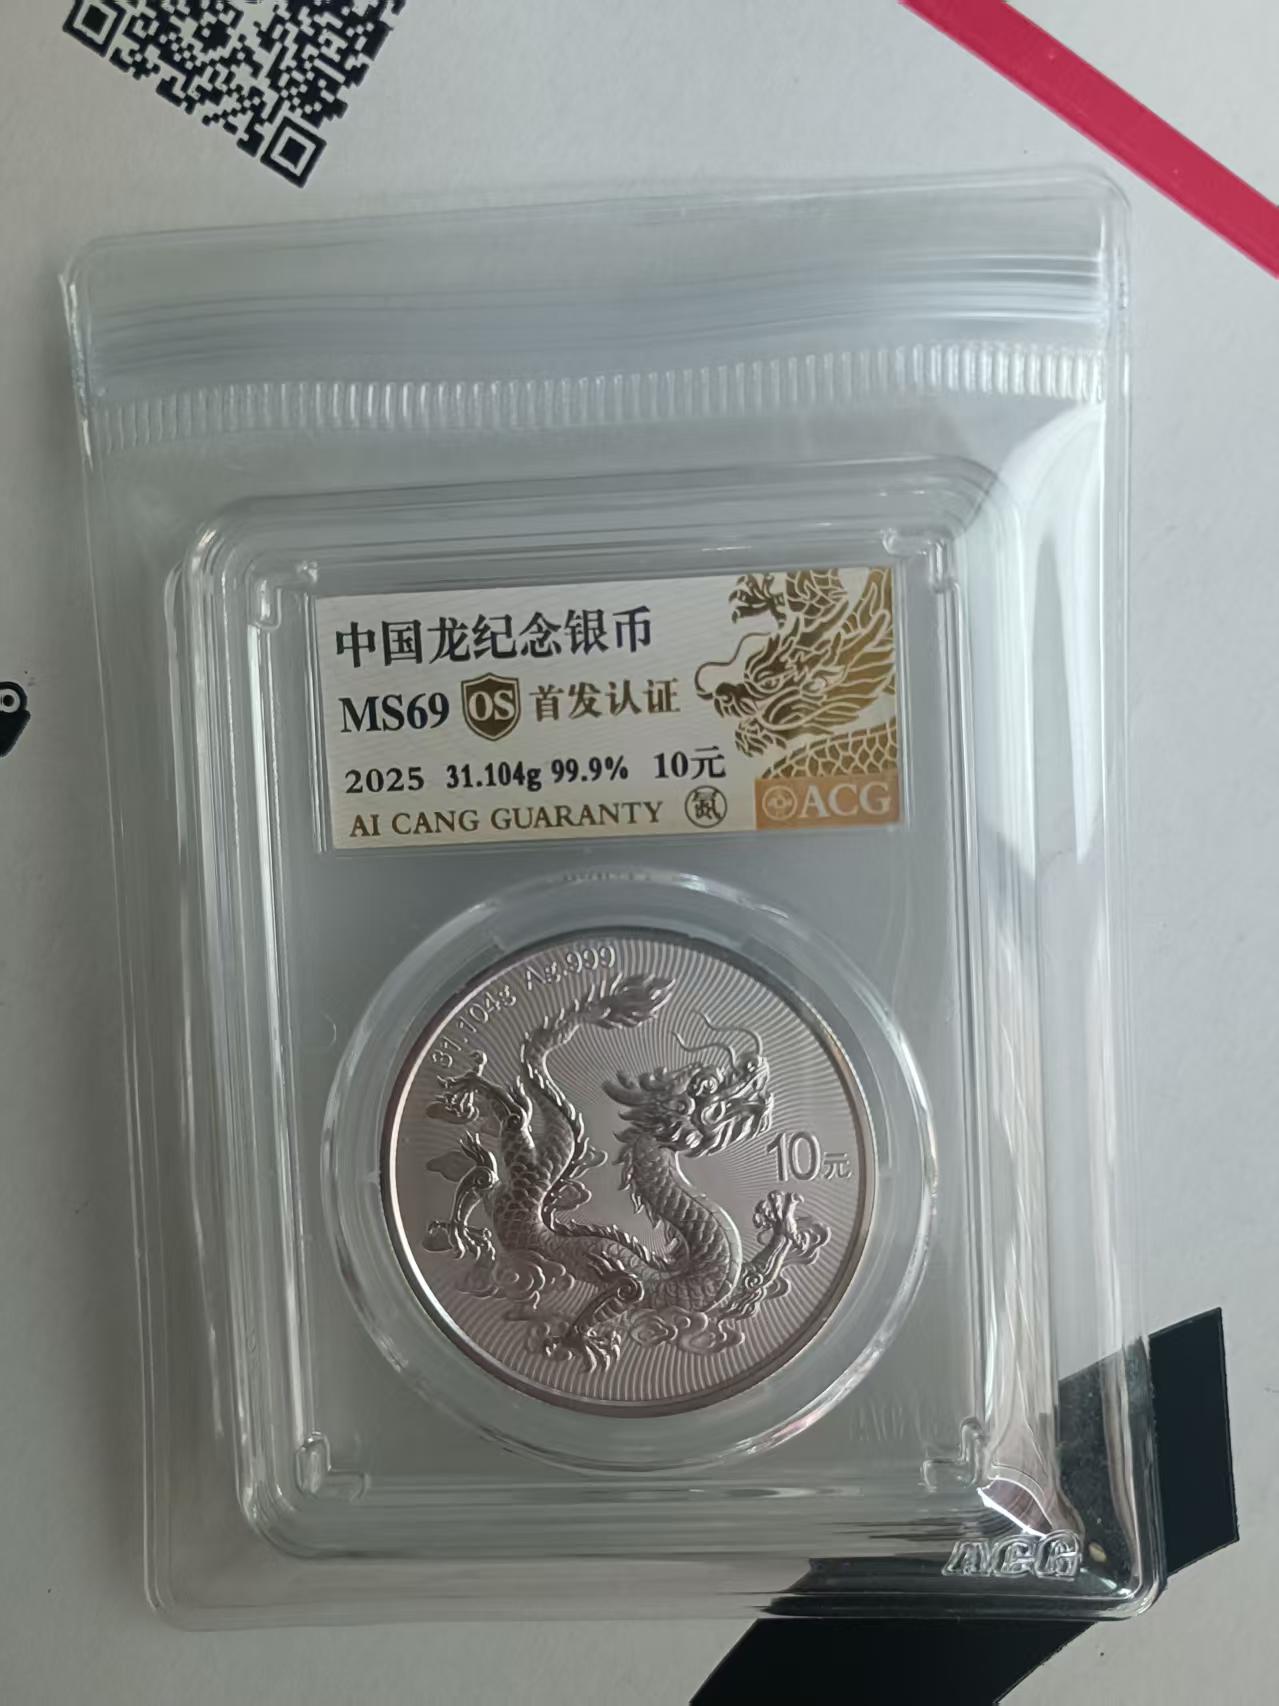 中国龙纪念银币
MS69 OS 首发认证
2025 31.104g 99.9% 10元
AI CANG GUARANTY 氮 ACG
31.104g Ag.999
10元
ACG